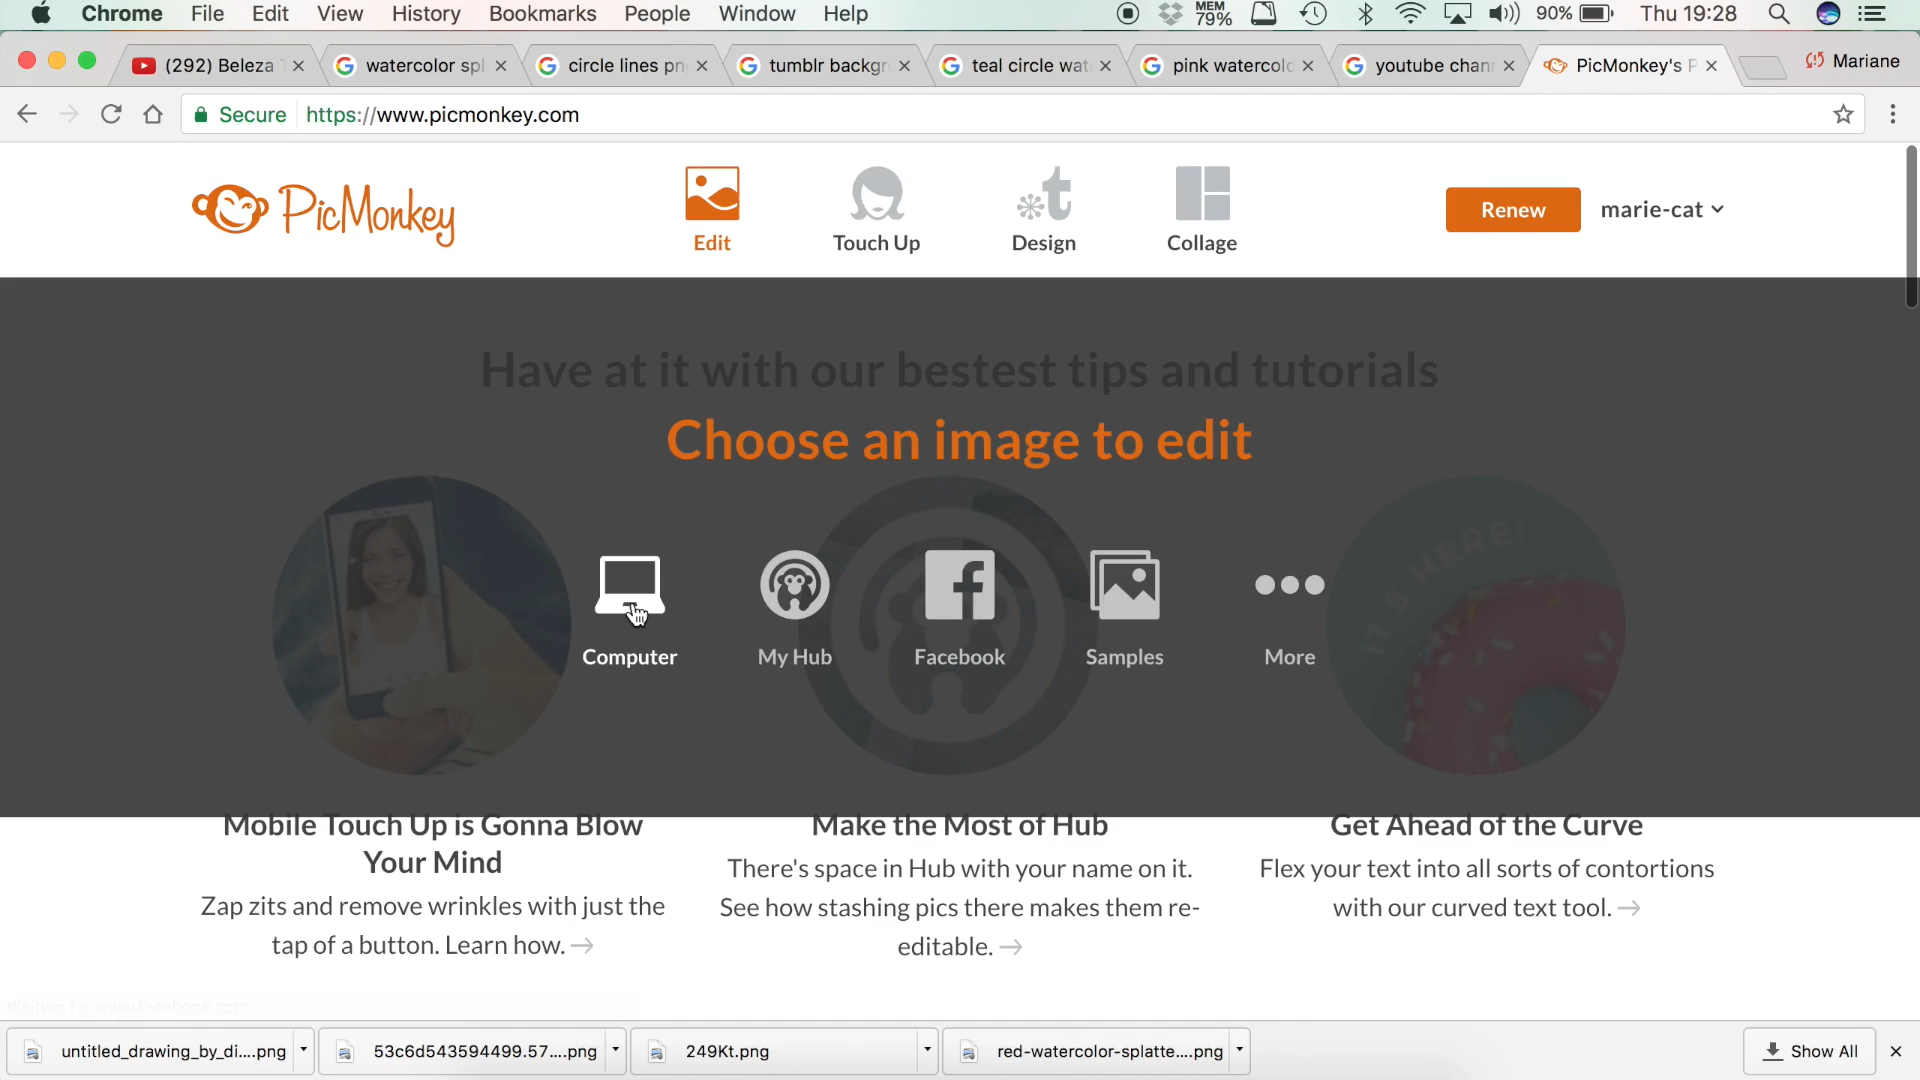 Chrome File Edit View History Bookmarks People Window Help MEM 79% 90% Thu 19:28
(292) Beleza watercolor spl circle lines pn tumblr backgr teal circle wat pink watercolo youtube chan PicMonkey's P Mariane
Secure https://www.picmonkey.com
PicMonkey Edit Touch Up Design Collage Renew marie-cat
Have at it with our bestest tips and tutorials
Choose an image to edit
IT'S HERE!
Computer My Hub Facebook Samples More
Mobile Touch Up is Gonna Blow
Your Mind
Zap zits and remove wrinkles with just the
tap of a button. Learn how. →
Make the Most of Hub
There's space in Hub with your name on it.
See how stashing pics there makes them re-
editable. →
Get Ahead of the Curve
Flex your text into all sorts of contortions
with our curved text tool. →
Waiting for www.facebook.com
untitled_drawing_by_di....png 53c6d543594499.57....png 249Kt.png red-watercolor-splatte....png Show All